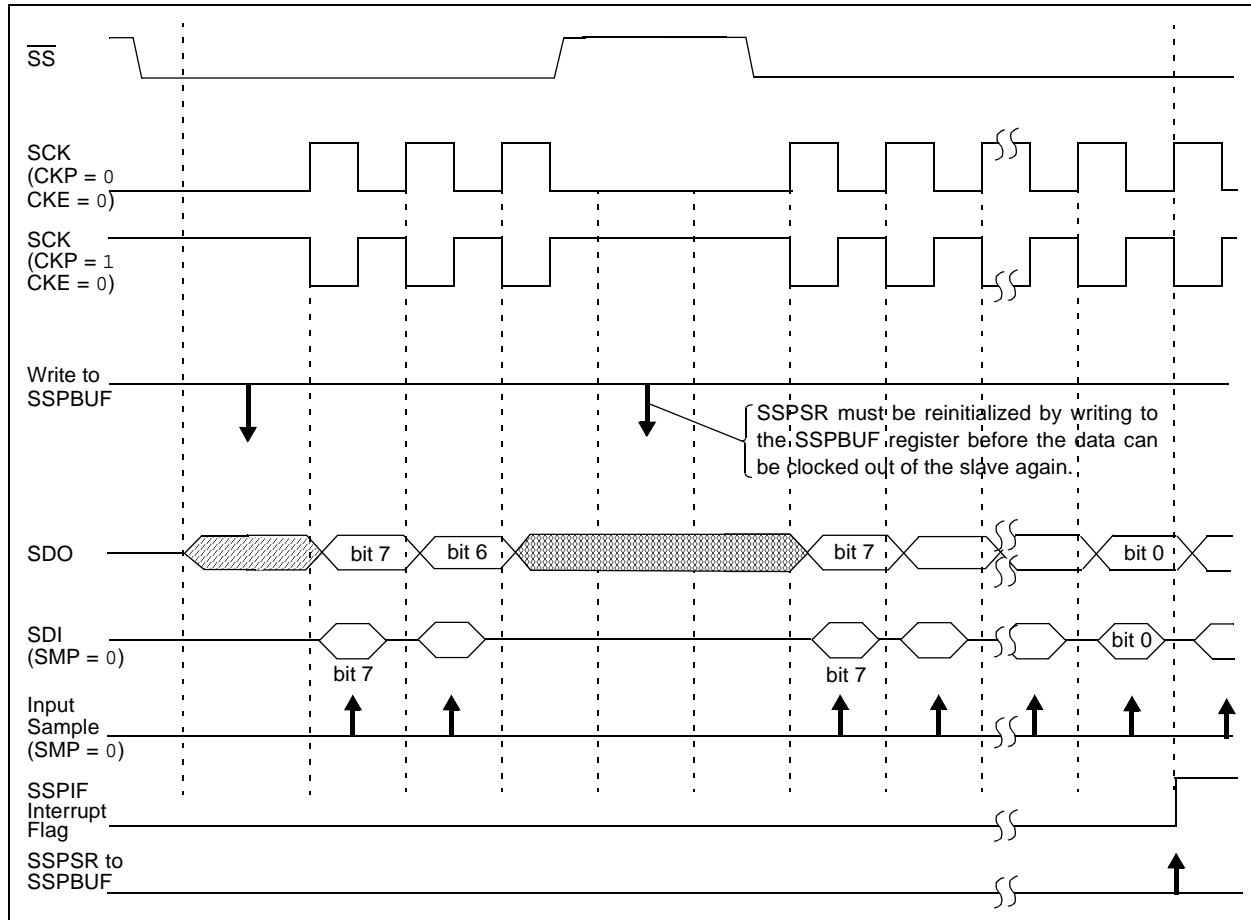 SS
SCK
(CKP = 0
CKE = 0)
SCK
(CKP = 1
CKE = 0)
Write to
SSPBUF
SSPSR must be reinitialized by writing to
the SSPBUF register before the data can
be clocked out of the slave again.
SDO
bit 7
bit 6
bit 7
bit 0
SDI
(SMP = 0)
bit 7
bit 7
bit 0
Input
Sample
(SMP = 0)
SSPIF
Interrupt
Flag
SSPSR to
SSPBUF